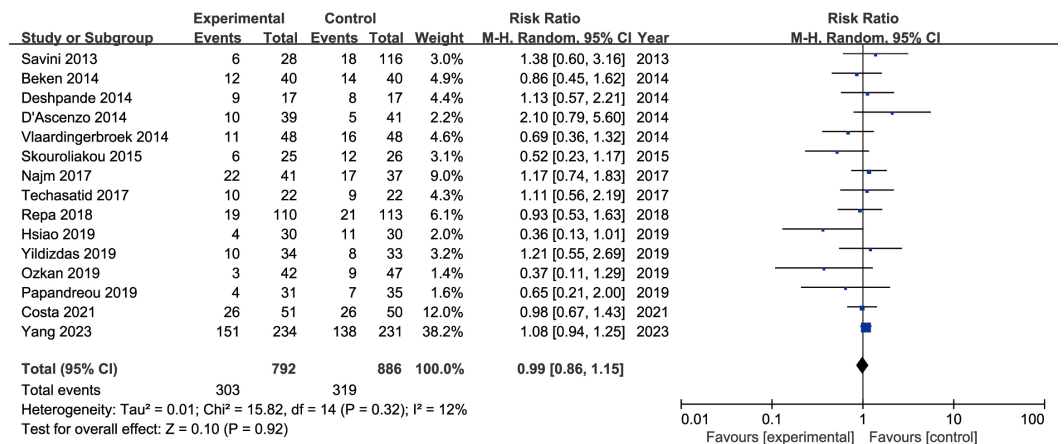 Experimental Control Risk Ratio Risk Ratio
Study or Subgroup Events Total Events Total Weight M-H, Random, 95% CI Year M-H, Random, 95% CI
Savini 2013 6 28 18 116 3.0% 1.38 [0.60, 3.16] 2013
Beken 2014 12 40 14 40 4.9% 0.86 [0.45, 1.62] 2014
Deshpande 2014 9 17 8 17 4.4% 1.13 [0.57, 2.21] 2014
D'Ascenzo 2014 10 39 5 41 2.2% 2.10 [0.79, 5.60] 2014
Vlaardingerbroek 2014 11 48 16 48 4.6% 0.69 [0.36, 1.32] 2014
Skouroliakou 2015 6 25 12 26 3.1% 0.52 [0.23, 1.17] 2015
Najm 2017 22 41 17 37 9.0% 1.17 [0.74, 1.83] 2017
Techasatid 2017 10 22 9 22 4.4% 1.11 [0.56, 2.19] 2017
Repa 2018 19 110 21 113 6.1% 0.93 [0.53, 1.63] 2018
Hsiao 2019 4 30 11 30 2.0% 0.36 [0.13, 1.01] 2019
Yildizdas 2019 10 34 8 33 3.2% 1.21 [0.55, 2.69] 2019
Ozkan 2019 3 42 9 47 1.4% 0.37 [0.11, 1.29] 2019
Papandreou 2019 4 31 7 35 1.6% 0.65 [0.21, 2.00] 2019
Costa 2021 26 51 26 50 12.0% 0.98 [0.67, 1.43] 2021
Yang 2023 151 234 138 231 38.2% 1.08 [0.94, 1.25] 2023
Total (95% CI) 792 886 100.0% 0.99 [0.86, 1.15]
Total events 303 319
Heterogeneity: Tau² = 0.01; Chi² = 15.82, df = 14 (P = 0.32); I² = 12%
Test for overall effect: Z = 0.10 (P = 0.92)
0.01 0.1 1 10 100
Favours [experimental] Favours [control]